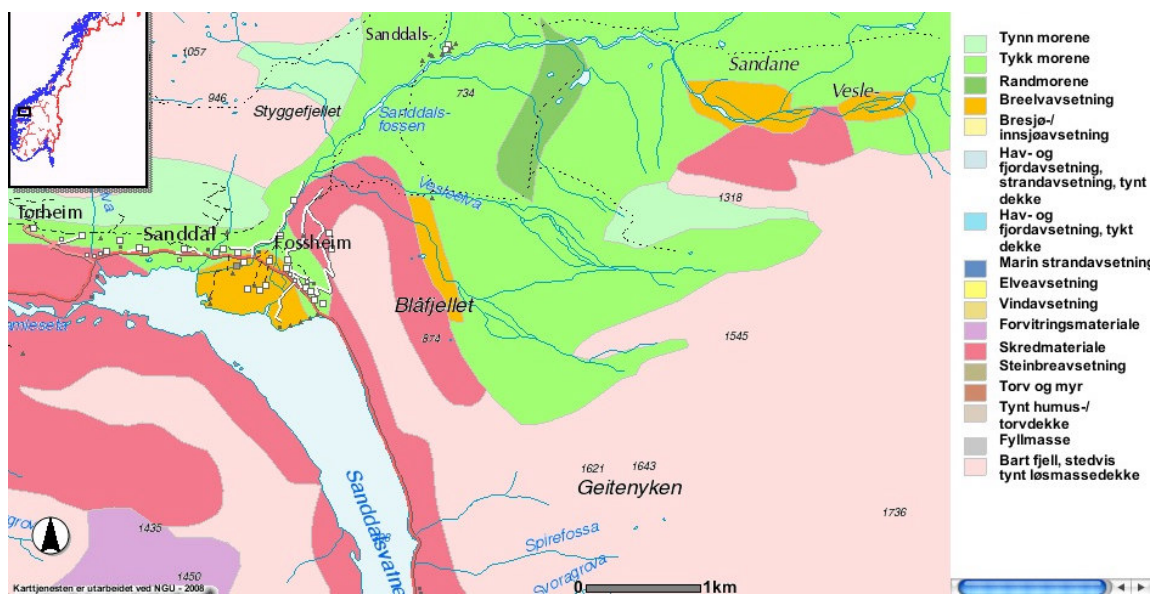 1057
946
Styggefjellet
Sanddals-
734
Sanddals-
fossen
Sandane
Vesle-
Vesleelva
1318
Torheim
Sanddal
Fossheim
Blåfjellet
874
1545
1621
1643
Geitenyken
1736
Sanddalsvatne
Spirefossa
Svoragrova
1435
1450
Karttjenesten er utarbeidet ved NGU - 2008
0 1km
Tynn morene
Tykk morene
Randmorene
Breelvavsetning
Bresjø-/
innsjøavsetning
Hav- og
fjordavsetning,
strandavsetning, tynt
dekke
Hav- og
fjordavsetning, tykt
dekke
Marin strandavsetning
Elveavsetning
Vindavsetning
Forvitringsmateriale
Skredmateriale
Steinbreavsetning
Torv og myr
Tynt humus-/
torvdekke
Fyllmasse
Bart fjell, stedvis
tynt løsmassedekke